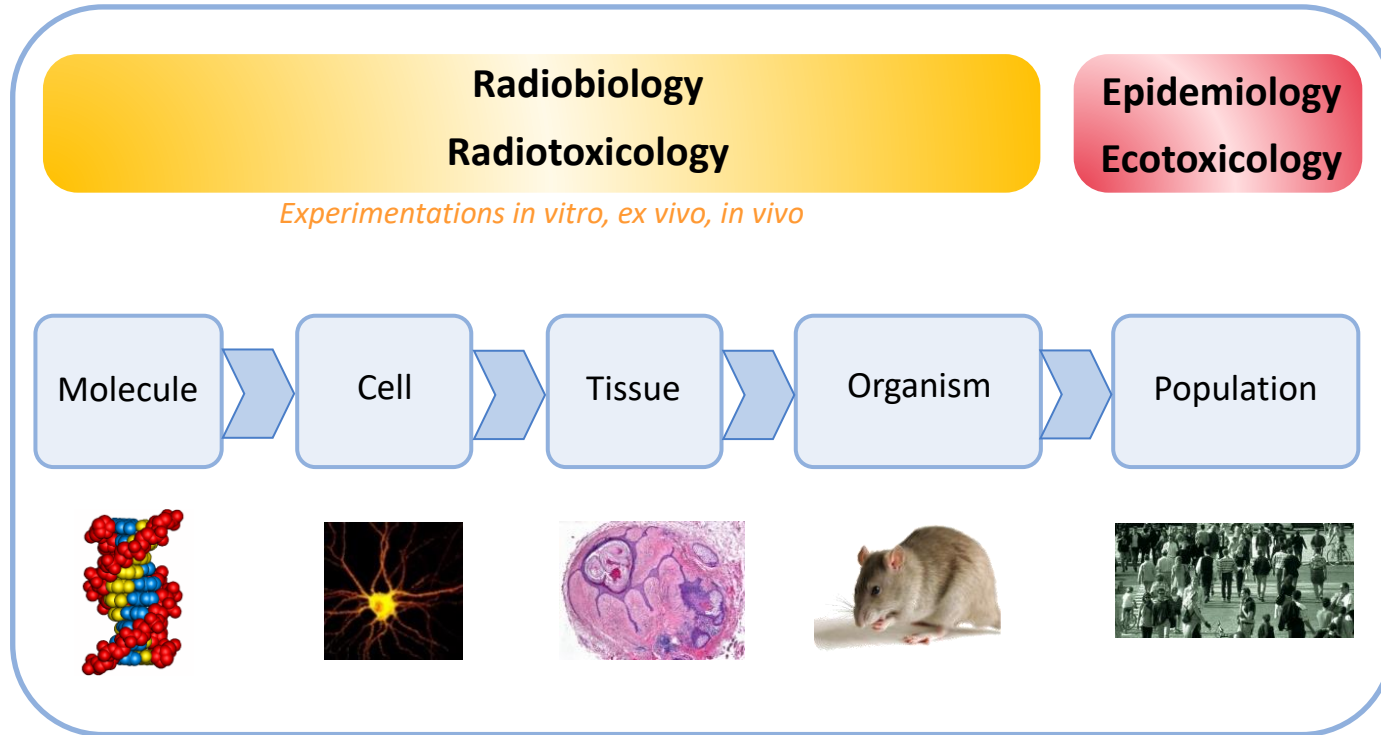 Radiobiology
Radiotoxicology
Epidemiology
Ecotoxicology
Experimentations in vitro, ex vivo, in vivo
Molecule
Cell
Tissue
Organism
Population